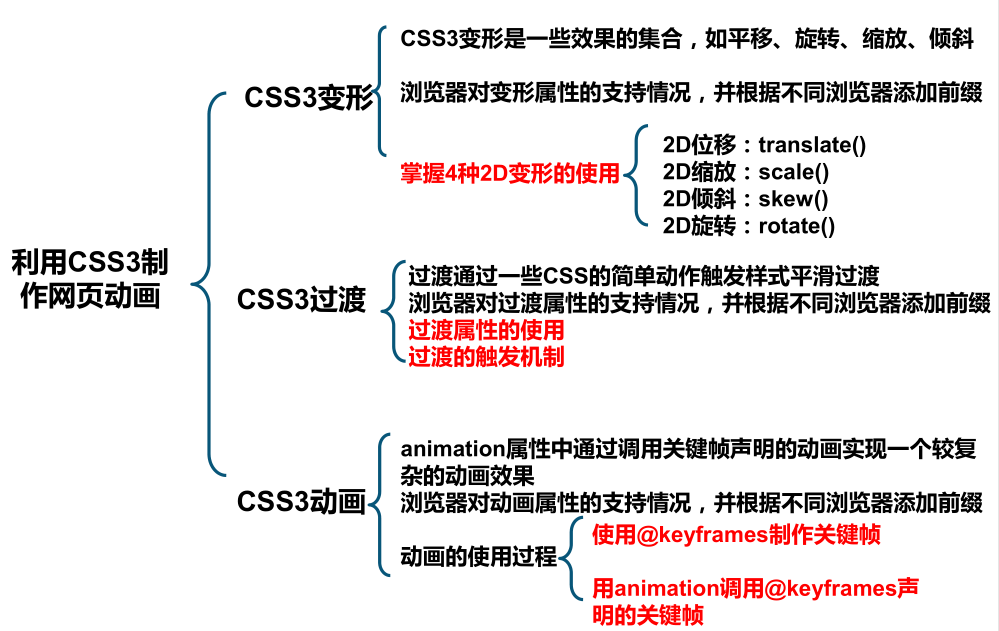 利用CSS3制
作网页动画
CSS3变形
CSS3变形是一些效果的集合，如平移、旋转、缩放、倾斜
浏览器对变形属性的支持情况，并根据不同浏览器添加前缀
掌握4种2D变形的使用
2D位移：translate()
2D缩放：scale()
2D倾斜：skew()
2D旋转：rotate()
CSS3过渡
过渡通过一些CSS的简单动作触发样式平滑过渡
浏览器对过渡属性的支持情况，并根据不同浏览器添加前缀
过渡属性的使用
过渡的触发机制
CSS3动画
animation属性中通过调用关键帧声明的动画实现一个较复
杂的动画效果
浏览器对动画属性的支持情况，并根据不同浏览器添加前缀
动画的使用过程
使用@keyframes制作关键帧
用animation调用@keyframes声
明的关键帧